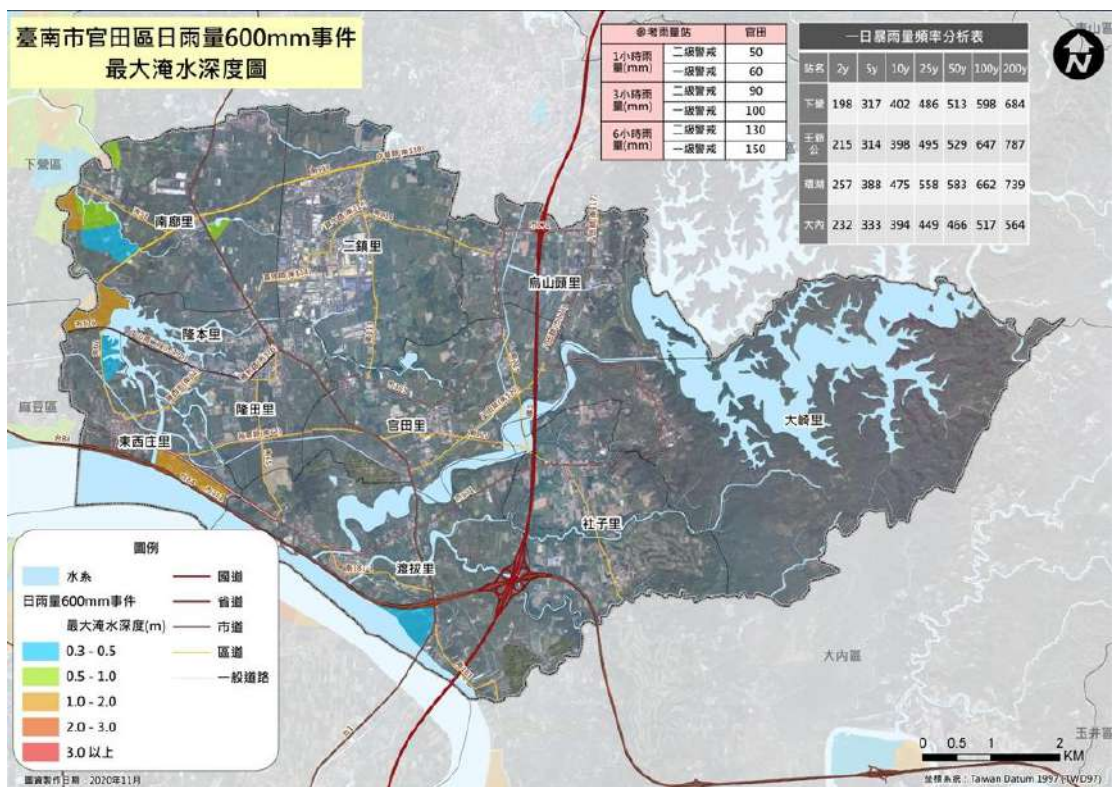 臺南市官田區日雨量600mm事件
最大淹水深度圖
參考雨量站 官田
1小時雨量(mm) 二級警戒 50
一級警戒 60
3小時雨量(mm) 二級警戒 90
一級警戒 100
6小時雨量(mm) 二級警戒 130
一級警戒 150
一日暴雨量頻率分析表
站名 2y 5y 10y 25y 50y 100y 200y
下營 198 317 402 486 513 598 684
王爺公 215 314 398 495 529 647 787
環湖 257 388 475 558 583 662 739
大內 232 333 394 449 466 517 564
N
下營區
南廍里
二鎮里
烏山頭里
隆本里
大崎里
麻豆區
隆田里
官田里
東西庄里
社子里
渡拔里
大內區
玉井區
圖例
水系
日雨量600mm事件
最大淹水深度(m)
0.3 - 0.5
0.5 - 1.0
1.0 - 2.0
2.0 - 3.0
3.0 以上
國道
省道
市道
區道
一般道路
0 0.5 1 2
KM
圖資製作日期：2020年11月
坐標系統：Taiwan Datum 1997 (TWD97)